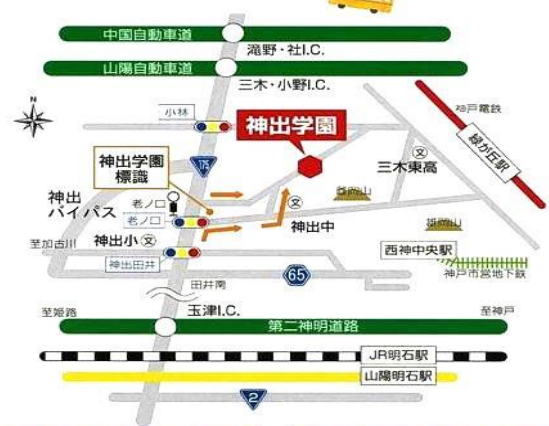 中国自動車道
滝野・社I.C.
山陽自動車道
三木・小野I.C.
N
小林
神出学園
神戸電鉄
緑が丘駅
神出学園
標識
175
三木東高
文
神出
バイパス
老ノ口
老ノ口
文
神出中
雌岡山
雄岡山
至加古川
神出小
文
神出田井
西神中央駅
神戸市営地下鉄
65
田井南
至姫路
玉津I.C.
至神戸
第二神明道路
JR明石駅
山陽明石駅
2